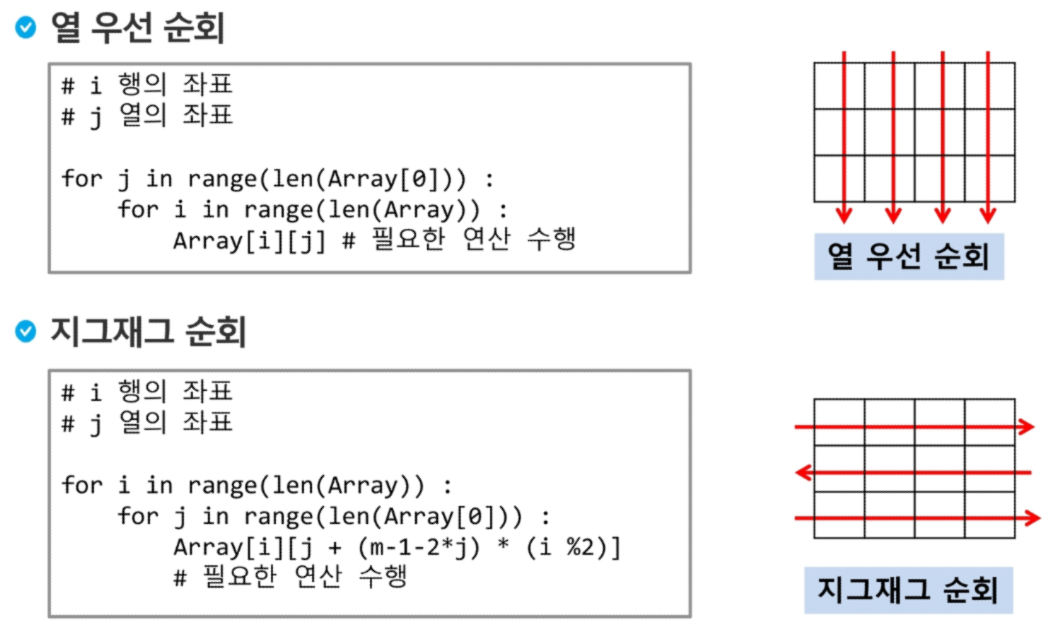 열 우선 순회
# i 행의 좌표
# j 열의 좌표
for j in range(len(Array[0])) :
    for i in range(len(Array)) :
        Array[i][j] # 필요한 연산 수행
열 우선 순회
지그재그 순회
# i 행의 좌표
# j 열의 좌표
for i in range(len(Array)) :
    for j in range(len(Array[0])) :
        Array[i][j + (m-1-2*j) * (i %2)]
        # 필요한 연산 수행
지그재그 순회